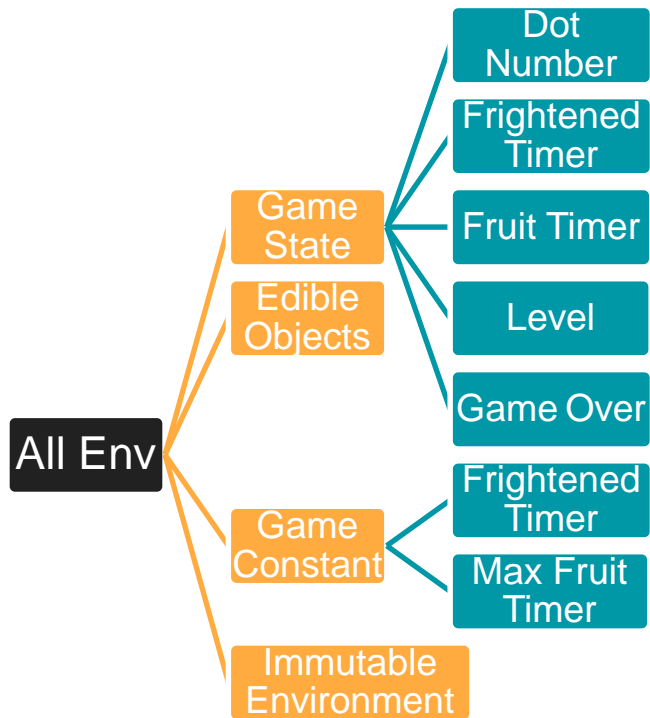 All Env
Game
State
Edible
Objects
Game
Constant
Immutable
Environment
Dot
Number
Frightened
Timer
Fruit Timer
Level
Game Over
Frightened
Timer
Max Fruit
Timer